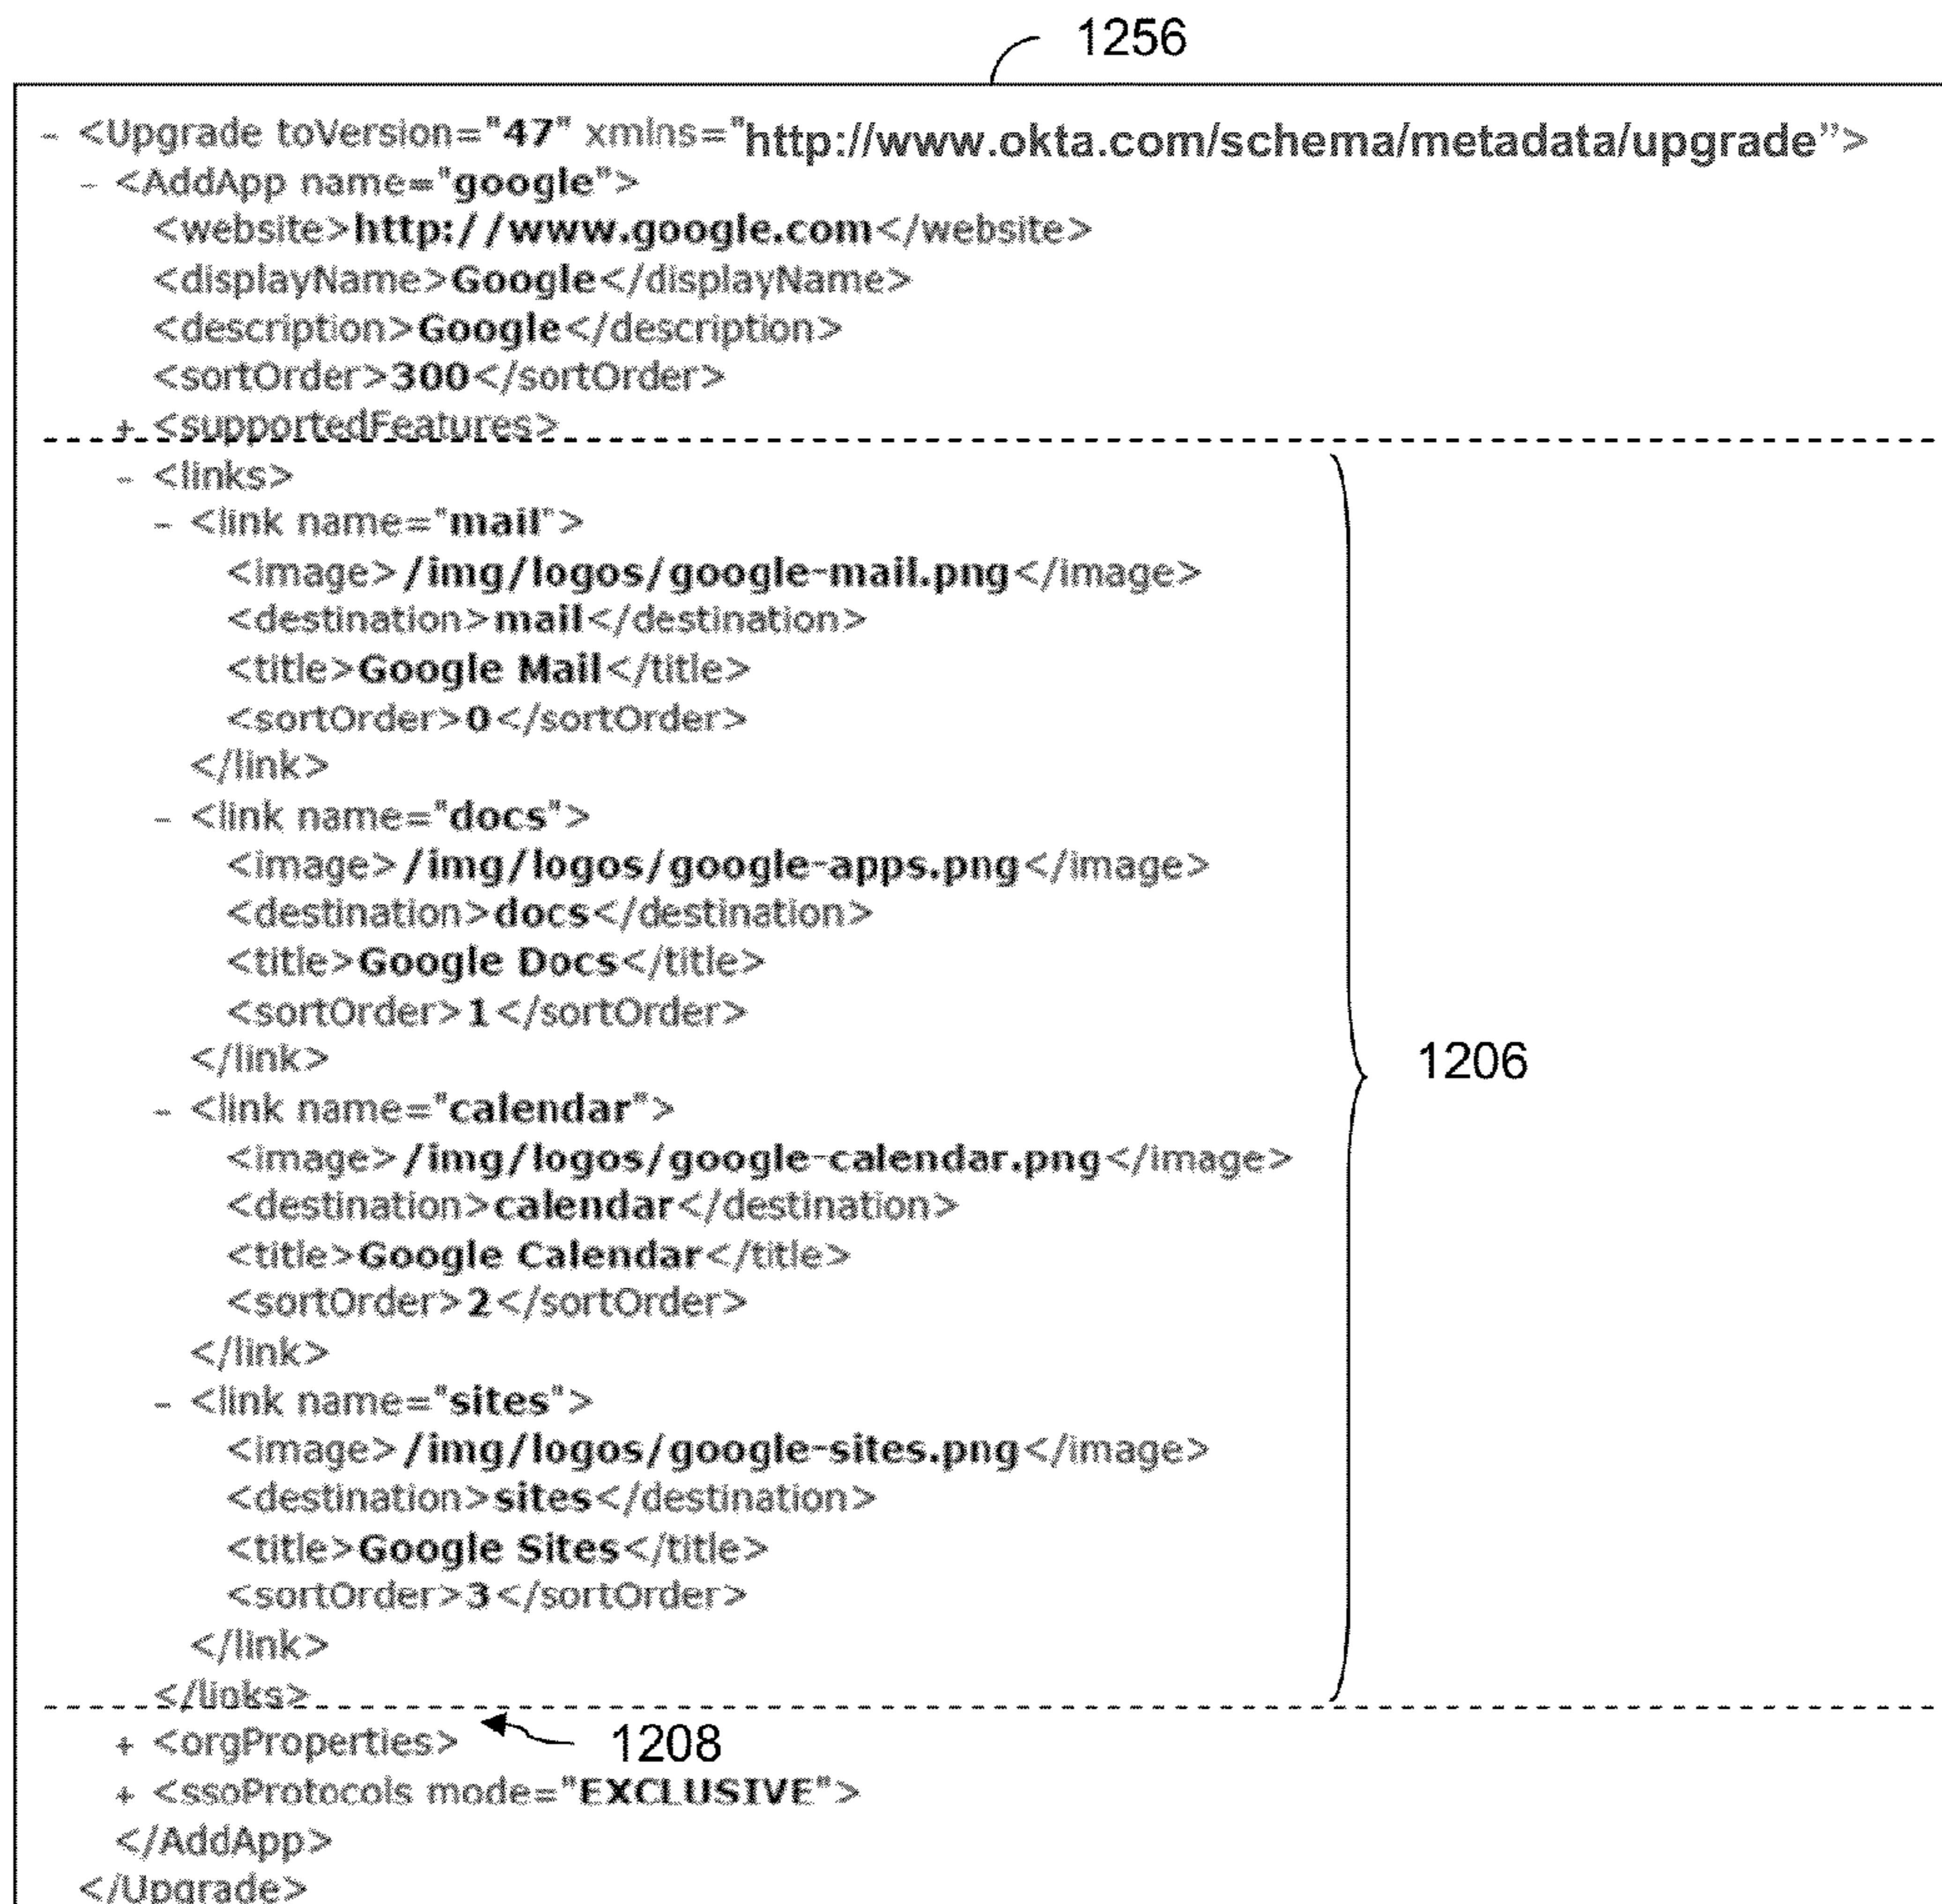 1256
- <Upgrade toVersion="47" xmlns="http://www.okta.com/schema/metadata/upgrade”>
- <AddApp name="google">
<website>http://www.google.com</website>
<displayName>Google</displayName>
<description>Google</description>
<sortOrder>300</sortOrder>
+ <supportedFeatures>
- <links>
- <link name="mail">
<image>/img/logos/google-mail.png</image>
<destination>mail</destination>
<title>Google Mail</title>
<sortOrder>0</sortOrder>
</link>
- <link name="docs">
<image>/img/logos/google-apps.png</image>
<destination>docs</destination>
<title>Google Docs</title>
<sortOrder>1</sortOrder>
</link>
1206
- <link name="calendar">
<image>/img/logos/google-calendar.png</image>
<destination>calendar</destination>
<title>Google Calendar</title>
<sortOrder>2</sortOrder>
</link>
- <link name="sites">
<image>/img/logos/google-sites.png</image>
<destination>sites</destination>
<title>Google Sites</title>
<sortOrder>3</sortOrder>
</link>
</links>
+ <orgProperties> 1208
+ <ssoProtocols mode="EXCLUSIVE">
</AddApp>
</Upgrade>